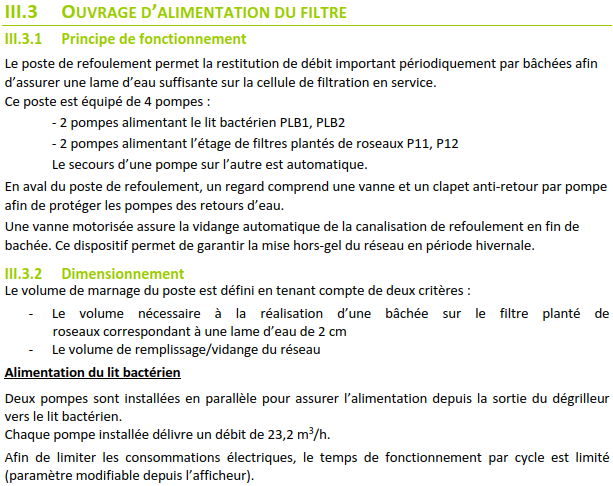 III.3 OUVRAGE D'ALIMENTATION DU FILTRE
III.3.1 Principe de fonctionnement
Le poste de refoulement permet la restitution de débit important périodiquement par bâchées afin
d'assurer une lame d'eau suffisante sur la cellule de filtration en service.
Ce poste est équipé de 4 pompes :
- 2 pompes alimentant le lit bactérien PLB1, PLB2
- 2 pompes alimentant l'étage de filtres plantés de roseaux P11, P12
Le secours d'une pompe sur l'autre est automatique.
En aval du poste de refoulement, un regard comprend une vanne et un clapet anti-retour par pompe
afin de protéger les pompes des retours d'eau.
Une vanne motorisée assure la vidange automatique de la canalisation de refoulement en fin de
bachée. Ce dispositif permet de garantir la mise hors-gel du réseau en période hivernale.
III.3.2 Dimensionnement
Le volume de marnage du poste est défini en tenant compte de deux critères :
- Le volume nécessaire à la réalisation d'une bâchée sur le filtre planté de
roseaux correspondant à une lame d'eau de 2 cm
- Le volume de remplissage/vidange du réseau
Alimentation du lit bactérien
Deux pompes sont installées en parallèle pour assurer l'alimentation depuis la sortie du dégrilleur
vers le lit bactérien.
Chaque pompe installée délivre un débit de 23,2 m³/h.
Afin de limiter les consommations électriques, le temps de fonctionnement par cycle est limité
(paramètre modifiable depuis l'afficheur).